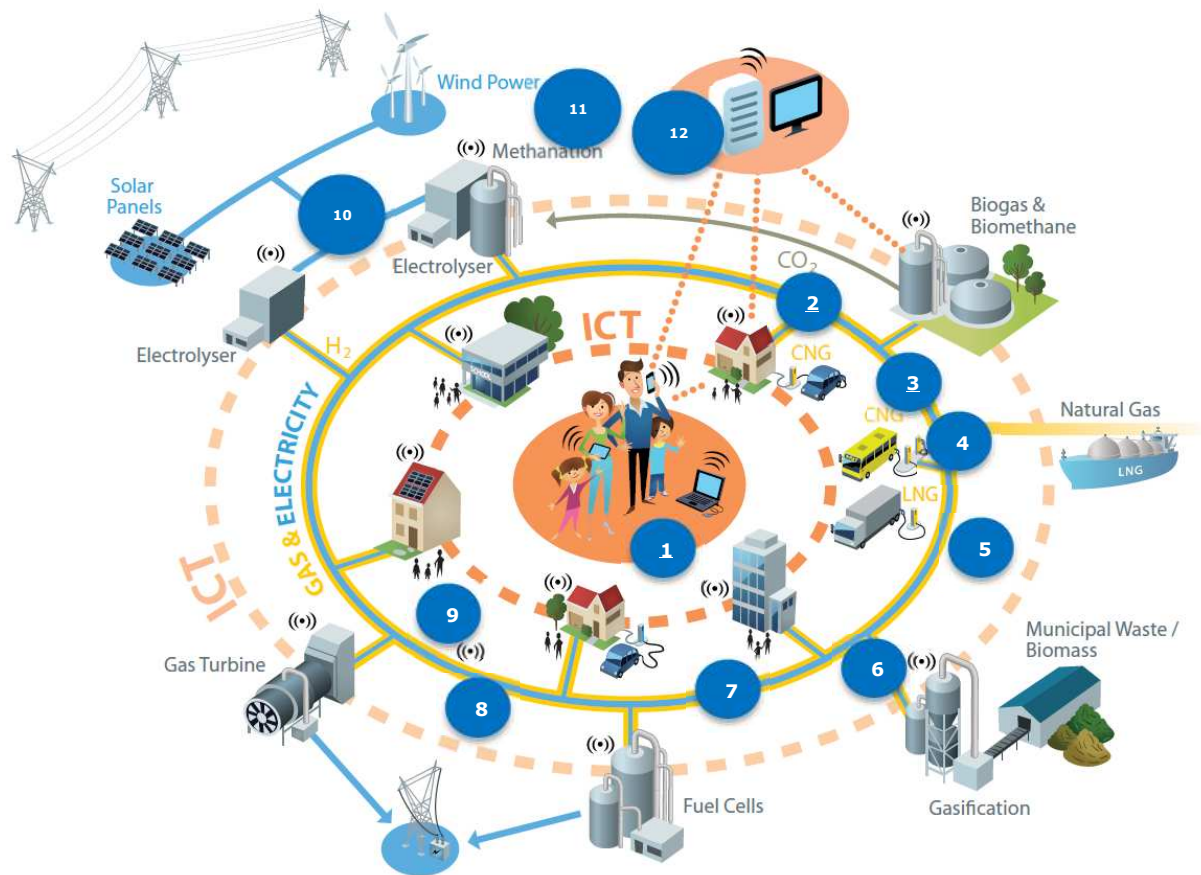 Wind Power
11
12
Methanation
Solar
Panels
10
Biogas &
Biomethane
Electrolyser
CO₂
2
ICT
Electrolyser
H₂
SCHOOL
CNG
3
CNG
4
Natural Gas
LNG
LNG
GAS & ELECTRICITY
ICT
1
5
9
Gas Turbine
Municipal Waste /
Biomass
6
7
8
Fuel Cells
Gasification